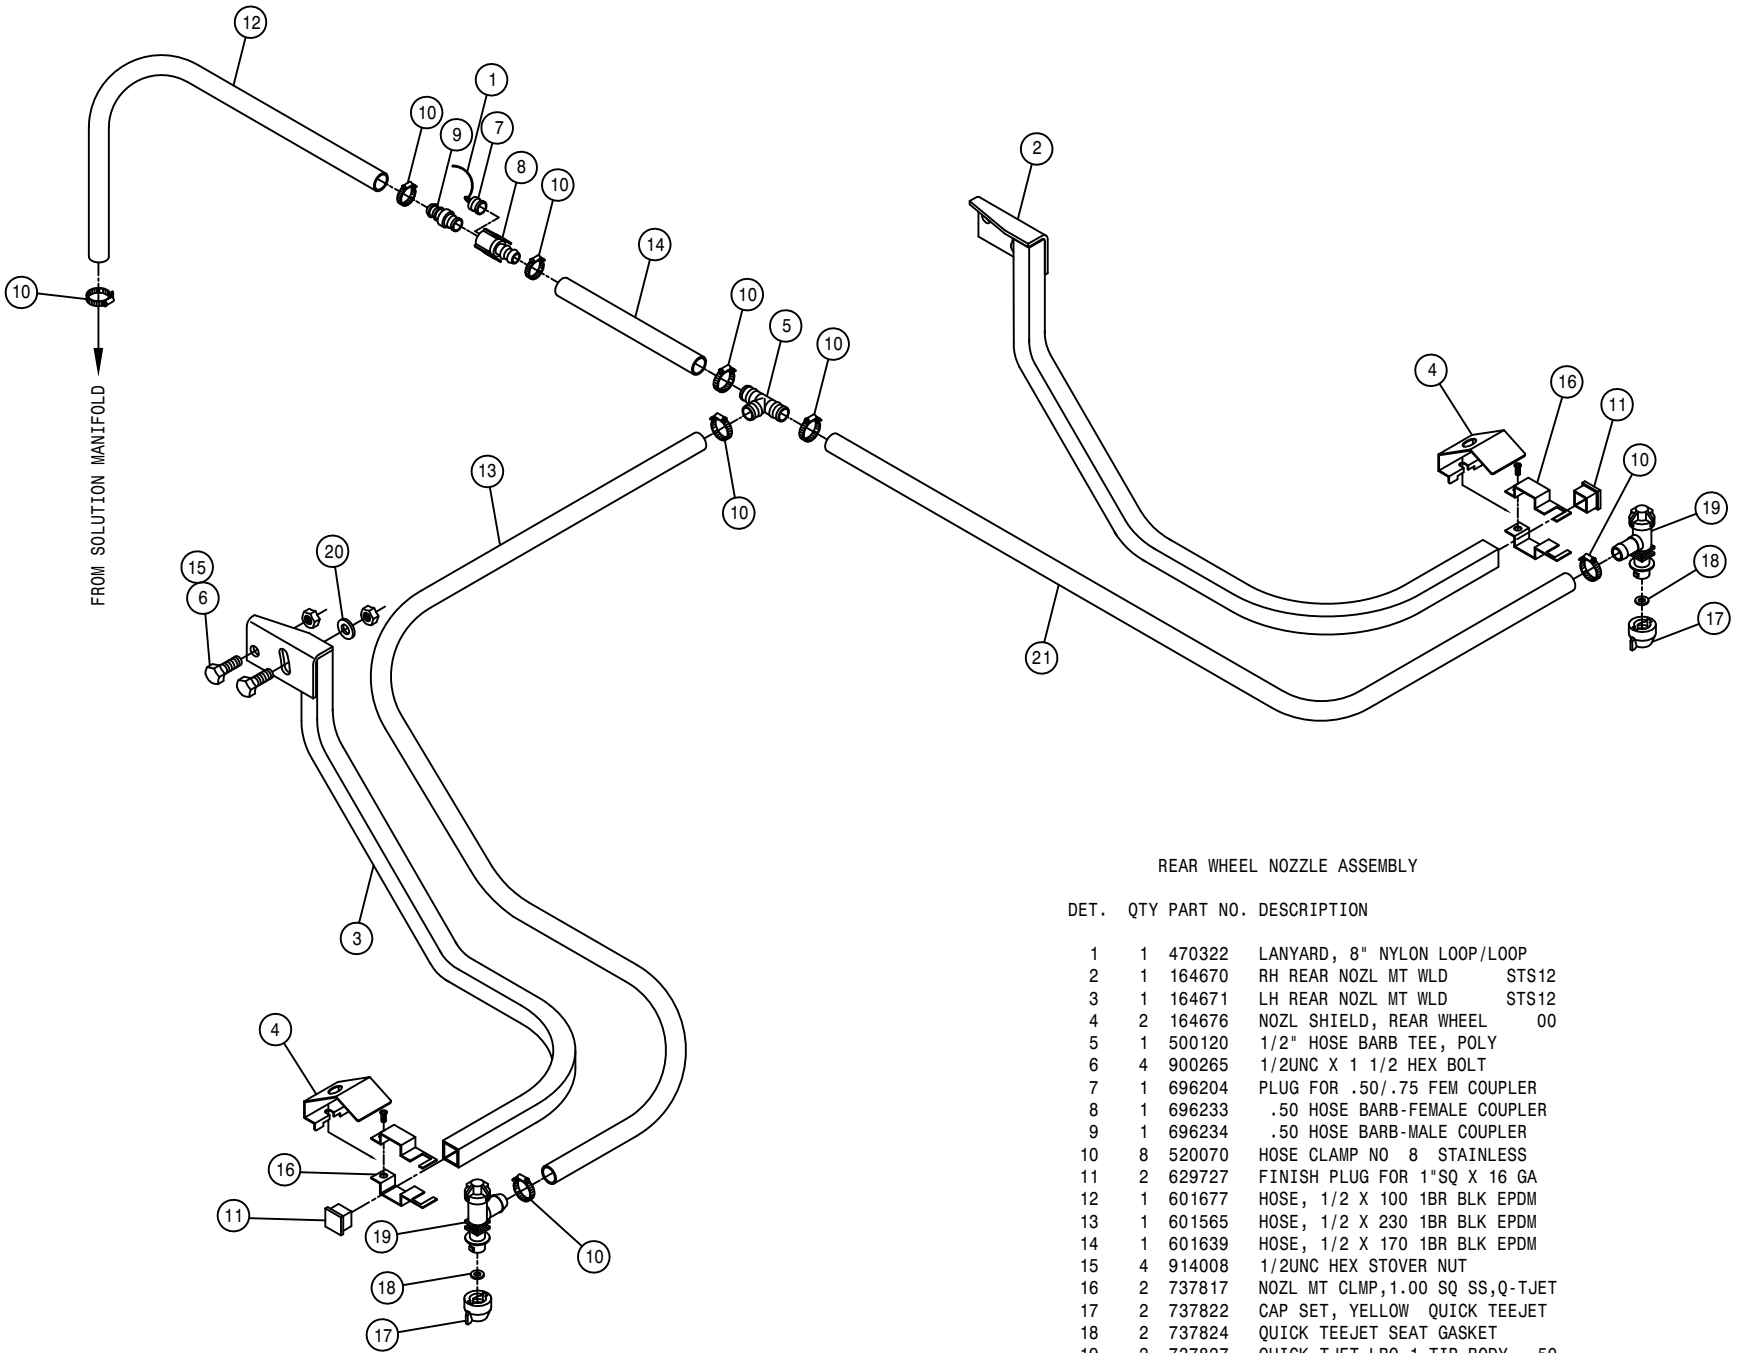 12
1
10
9
7
8
10
2
14
10
10
5
10
4
16
11
10
FROM SOLUTION MANIFOLD
13
10
19
20
15
6
18
17
21
3
4
16
11
19
10
18
17
REAR WHEEL NOZZLE ASSEMBLY
DET. QTY PART NO. DESCRIPTION
1 1 470322 LANYARD, 8" NYLON LOOP/LOOP
2 1 164670 RH REAR NOZL MT WLD STS12
3 1 164671 LH REAR NOZL MT WLD STS12
4 2 164676 NOZL SHIELD, REAR WHEEL 00
5 1 500120 1/2" HOSE BARB TEE, POLY
6 4 900265 1/2UNC X 1 1/2 HEX BOLT
7 1 696204 PLUG FOR .50/.75 FEM COUPLER
8 1 696233 .50 HOSE BARB-FEMALE COUPLER
9 1 696234 .50 HOSE BARB-MALE COUPLER
10 8 520070 HOSE CLAMP NO 8 STAINLESS
11 2 629727 FINISH PLUG FOR 1"SQ X 16 GA
12 1 601677 HOSE, 1/2 X 100 1BR BLK EPDM
13 1 601565 HOSE, 1/2 X 230 1BR BLK EPDM
14 1 601639 HOSE, 1/2 X 170 1BR BLK EPDM
15 4 914008 1/2UNC HEX STOVER NUT
16 2 737817 NOZL MT CLMP,1.00 SQ SS,Q-TJET
17 2 737822 CAP SET, YELLOW QUICK TEEJET
18 2 737824 QUICK TEEJET SEAT GASKET